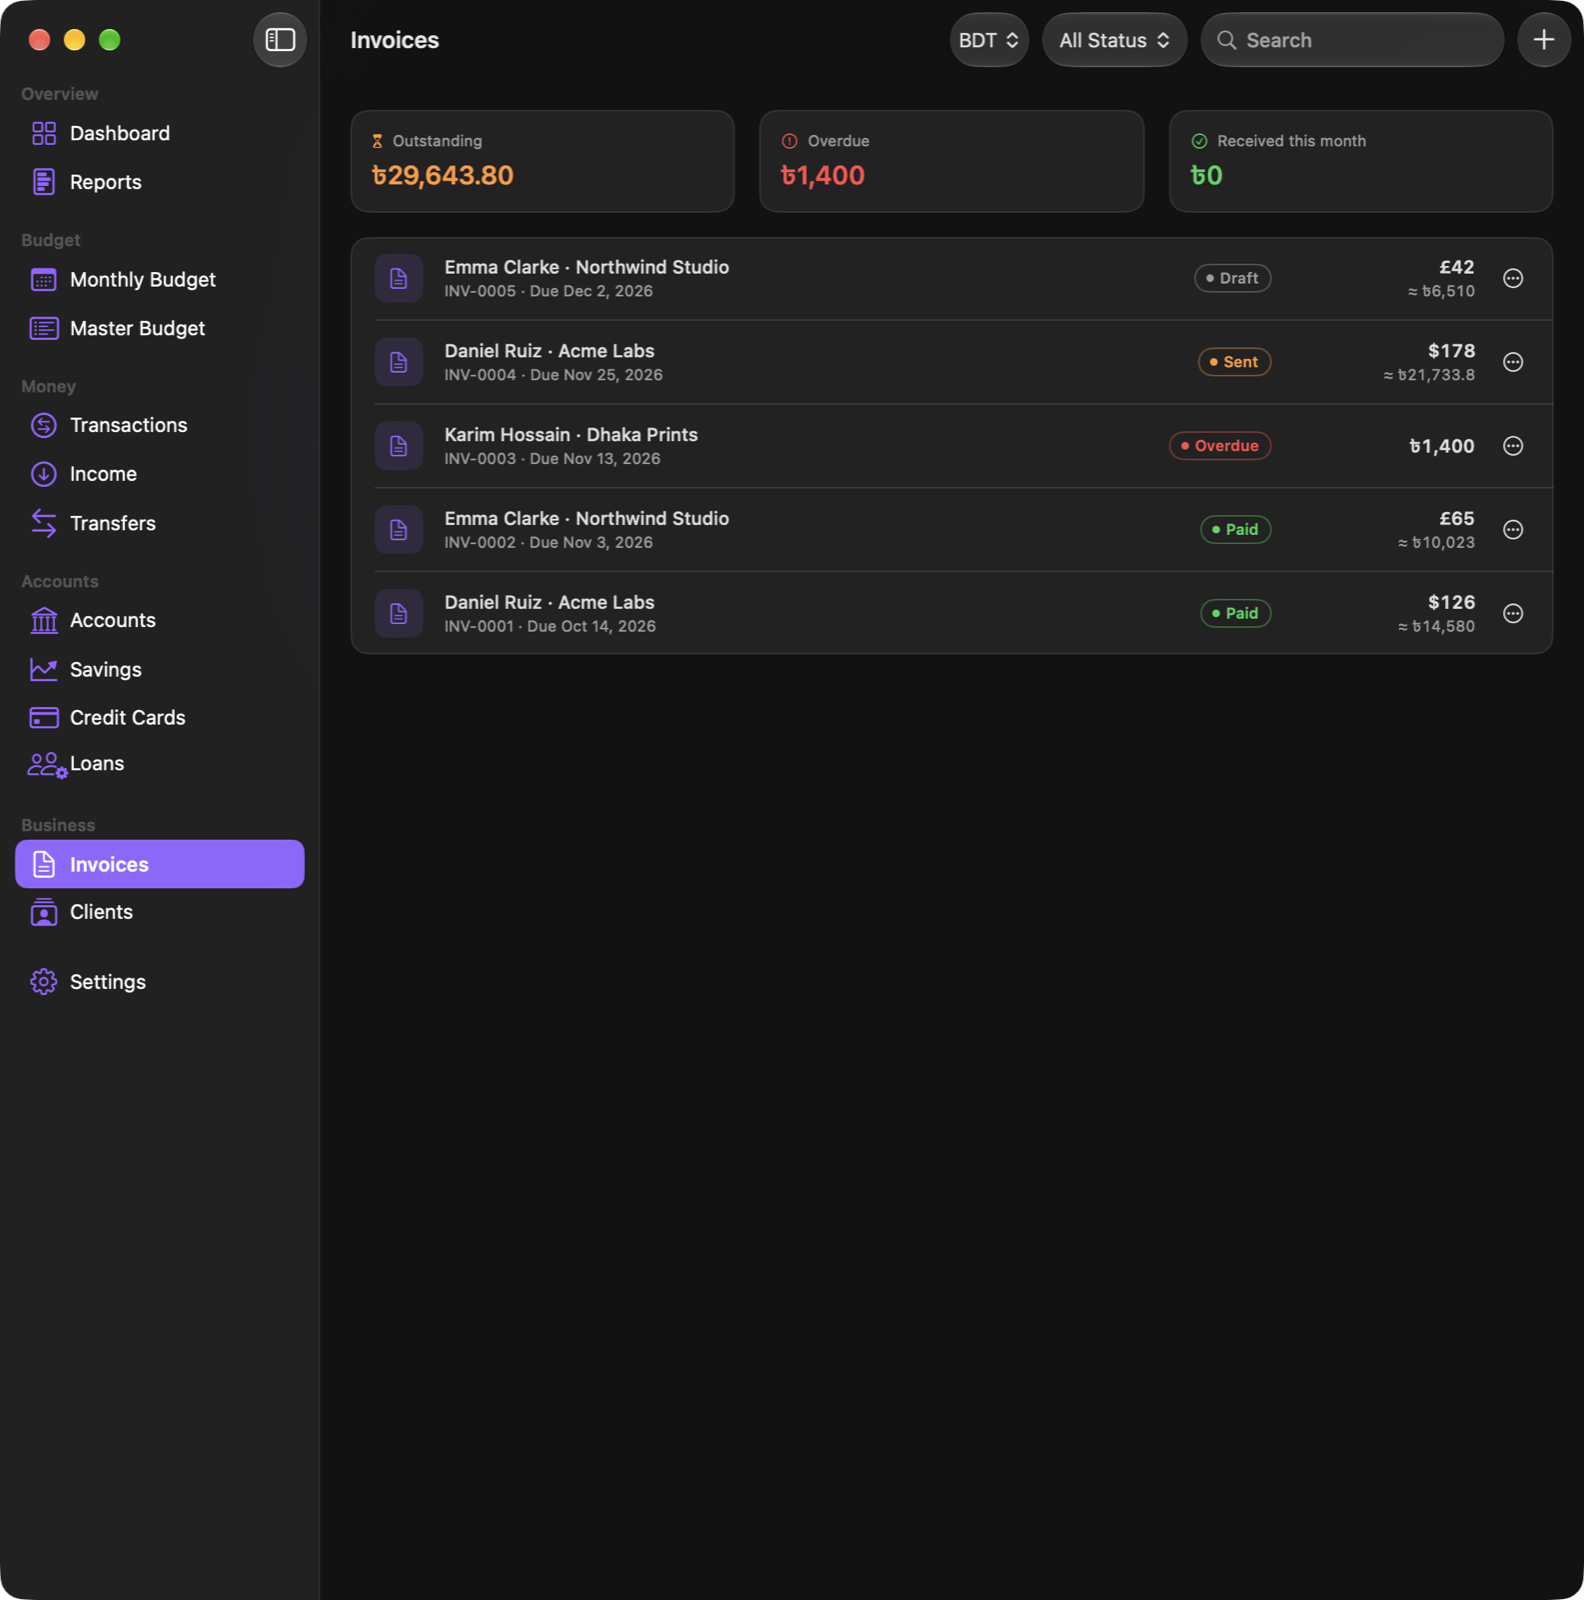 Invoices
BDT
All Status
Search
Overview
Dashboard
Reports
Budget
Monthly Budget
Master Budget
Money
Transactions
Income
Transfers
Accounts
Accounts
Savings
Credit Cards
Loans
Business
Invoices
Clients
Settings
Outstanding
৳29,643.80
Overdue
৳1,400
Received this month
৳0
Emma Clarke · Northwind Studio
INV-0005 · Due Dec 2, 2026
Draft
£42
≈ ৳6,510
Daniel Ruiz · Acme Labs
INV-0004 · Due Nov 25, 2026
Sent
$178
≈ ৳21,733.8
Karim Hossain · Dhaka Prints
INV-0003 · Due Nov 13, 2026
Overdue
৳1,400
Emma Clarke · Northwind Studio
INV-0002 · Due Nov 3, 2026
Paid
£65
≈ ৳10,023
Daniel Ruiz · Acme Labs
INV-0001 · Due Oct 14, 2026
Paid
$126
≈ ৳14,580